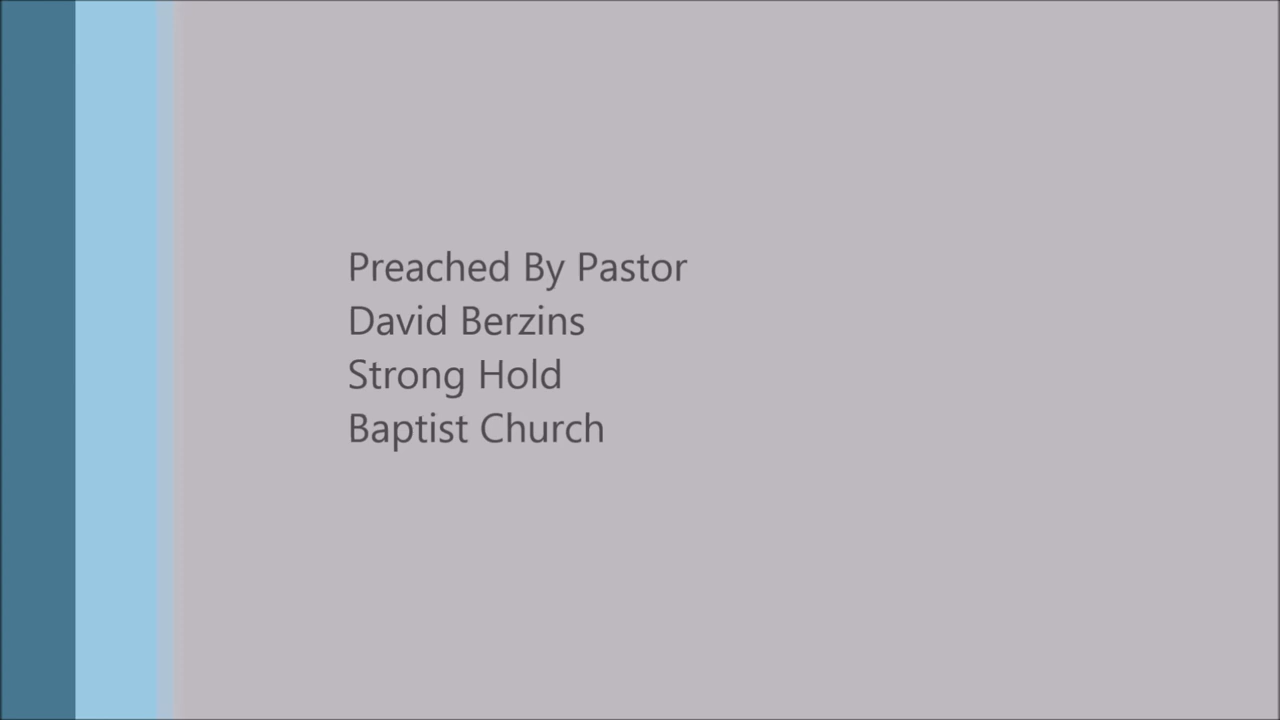 Preached By Pastor
David Berzins
Strong Hold
Baptist Church